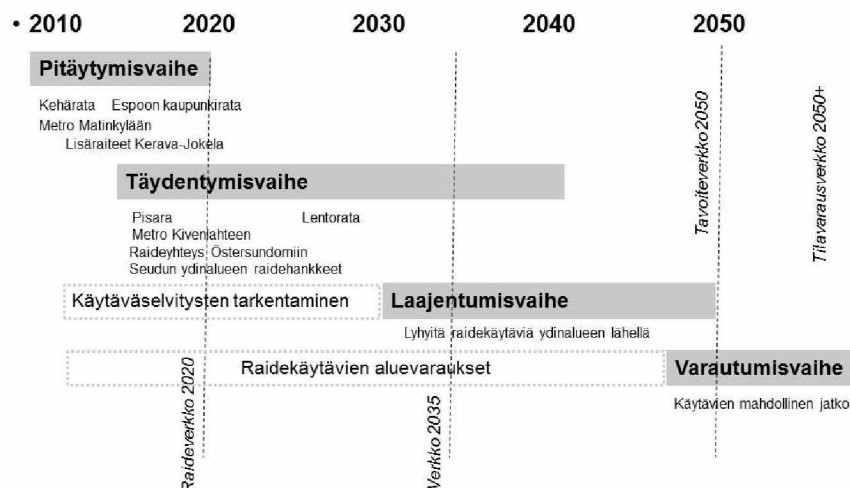 • 2010 2020 2030 2040 2050
Pitäytymisvaihe
Kehärata Espoon kaupunkirata
Metro Matinkylään
Lisäraiteet Kerava-Jokela
Täydentymisvaihe
Pisara Lentorata
Metro Kivenlahteen
Raideyhteys Östersundomiin
Seudun ydinalueen raidehankkeet
Käytäväselvitysten tarkentaminen
Laajentumisvaihe
Lyhyitä raidekäytäviä ydinalueen lähellä
Raidekäytävien aluevaraukset
Varautumisvaihe
Käytävien mahdollinen jatko
Raideverkko 2020
Verkko 2035
Tavoiteverkko 2050
Tilavarausverkko 2050+